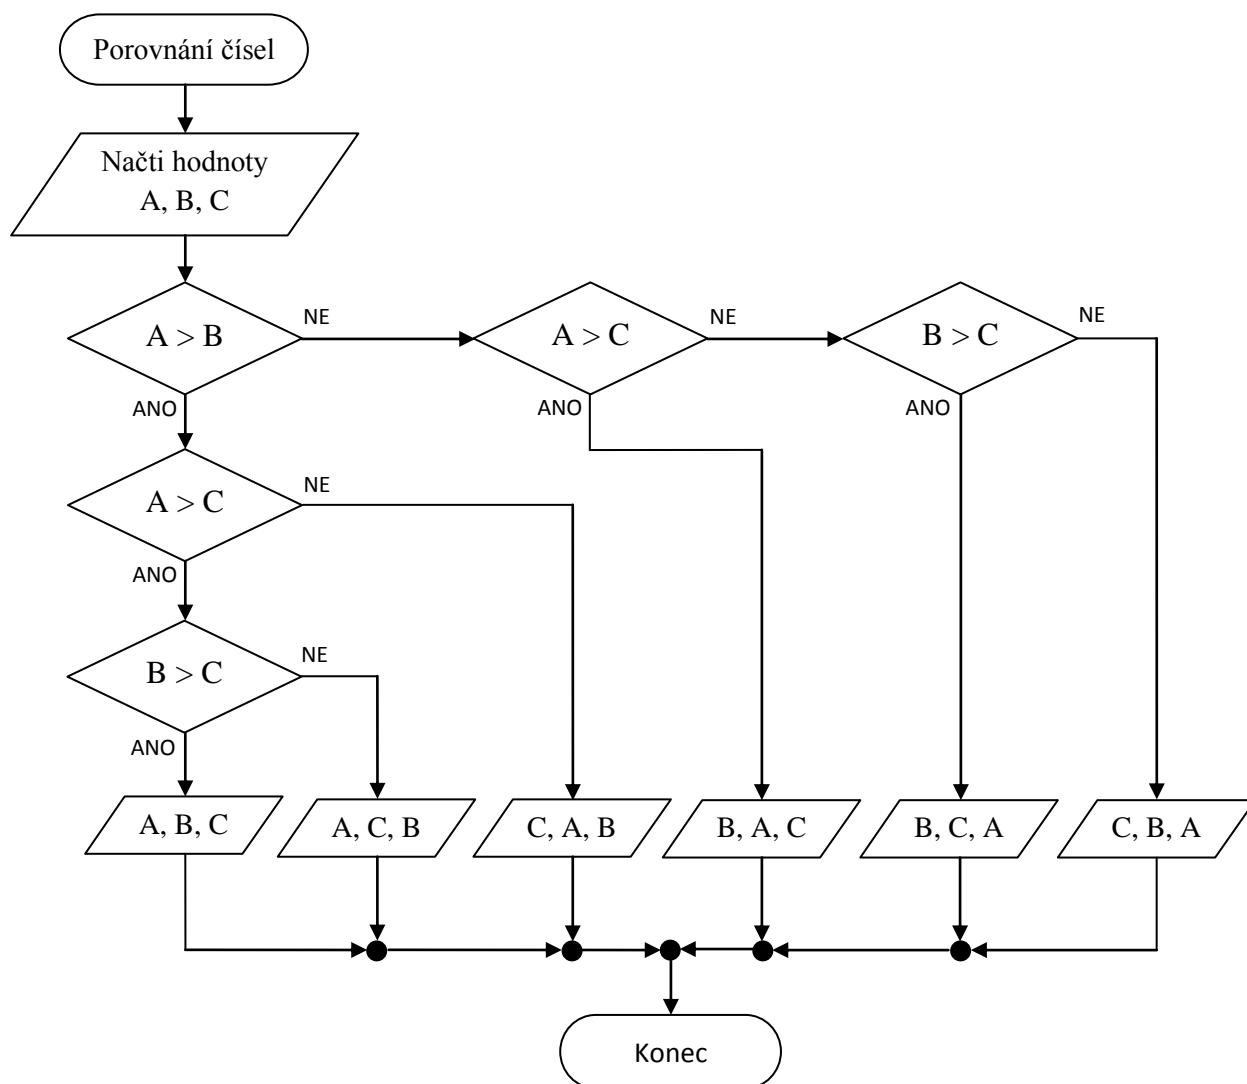 Porovnání čísel
Načti hodnoty
A, B, C
A > B
NE
A > C
NE
B > C
NE
ANO
ANO
ANO
A > C
NE
ANO
B > C
NE
ANO
A, B, C
A, C, B
C, A, B
B, A, C
B, C, A
C, B, A
Konec